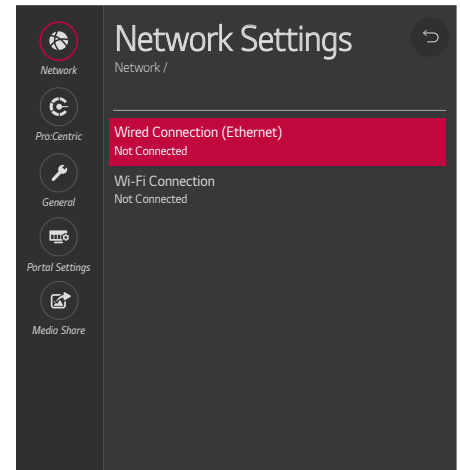 Network Settings
Network /
Wired Connection (Ethernet)
Not Connected
Wi-Fi Connection
Not Connected
Network
Pro:Centric
General
Portal Settings
Media Share